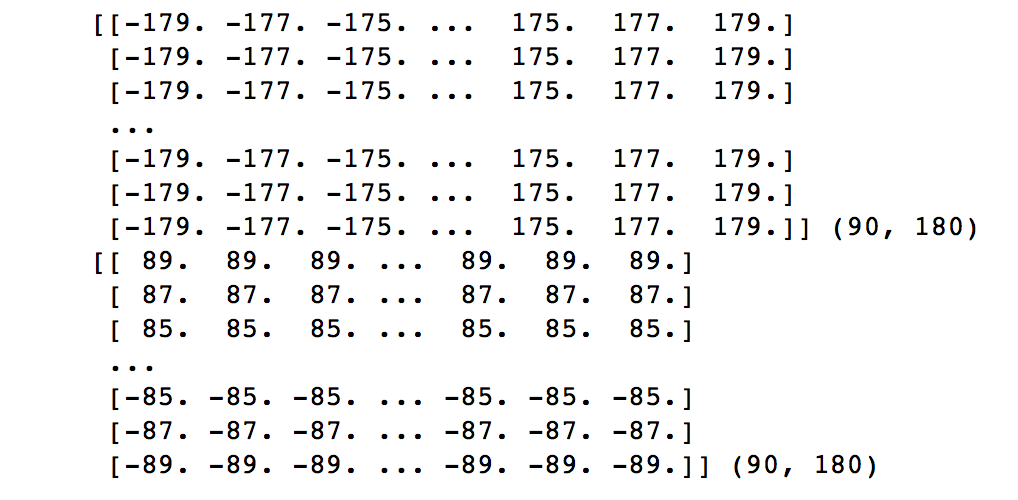 [[-179. -177. -175. ...  175.  177.  179.]
 [-179. -177. -175. ...  175.  177.  179.]
 [-179. -177. -175. ...  175.  177.  179.]
 ...
 [-179. -177. -175. ...  175.  177.  179.]
 [-179. -177. -175. ...  175.  177.  179.]
 [-179. -177. -175. ...  175.  177.  179.]] (90, 180)
[[ 89.  89.  89. ...  89.  89.  89.]
 [ 87.  87.  87. ...  87.  87.  87.]
 [ 85.  85.  85. ...  85.  85.  85.]
 ...
 [-85. -85. -85. ... -85. -85. -85.]
 [-87. -87. -87. ... -87. -87. -87.]
 [-89. -89. -89. ... -89. -89. -89.]] (90, 180)